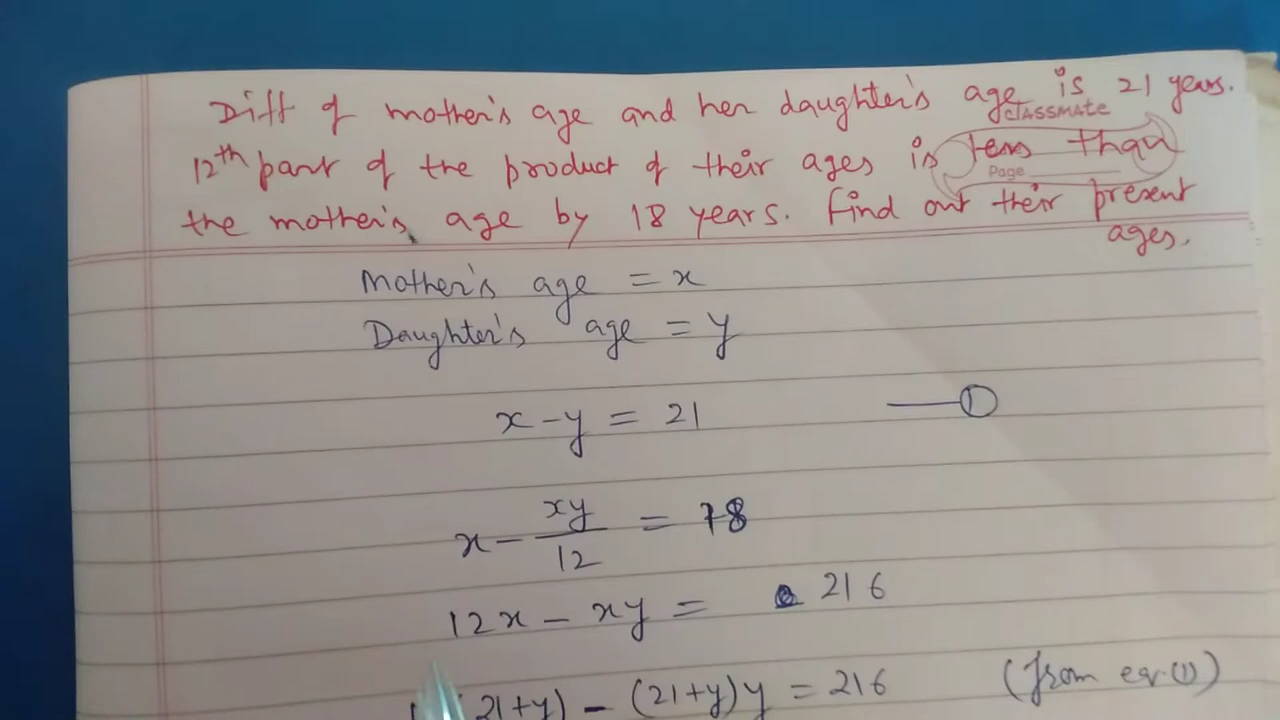 Diff of mother's age and her daughter's age is 21 years.
CLASSMATE
12th part of the product of their ages is less than
Page
the mother's age by 18 years. Find out their present
ages.
Mother's age = x
Daughter's age = y
x - y = 21 ——①
x - xy/12 = 18
12x - xy = 216
(21+y) - (21+y)y = 216 (from eq.(1))